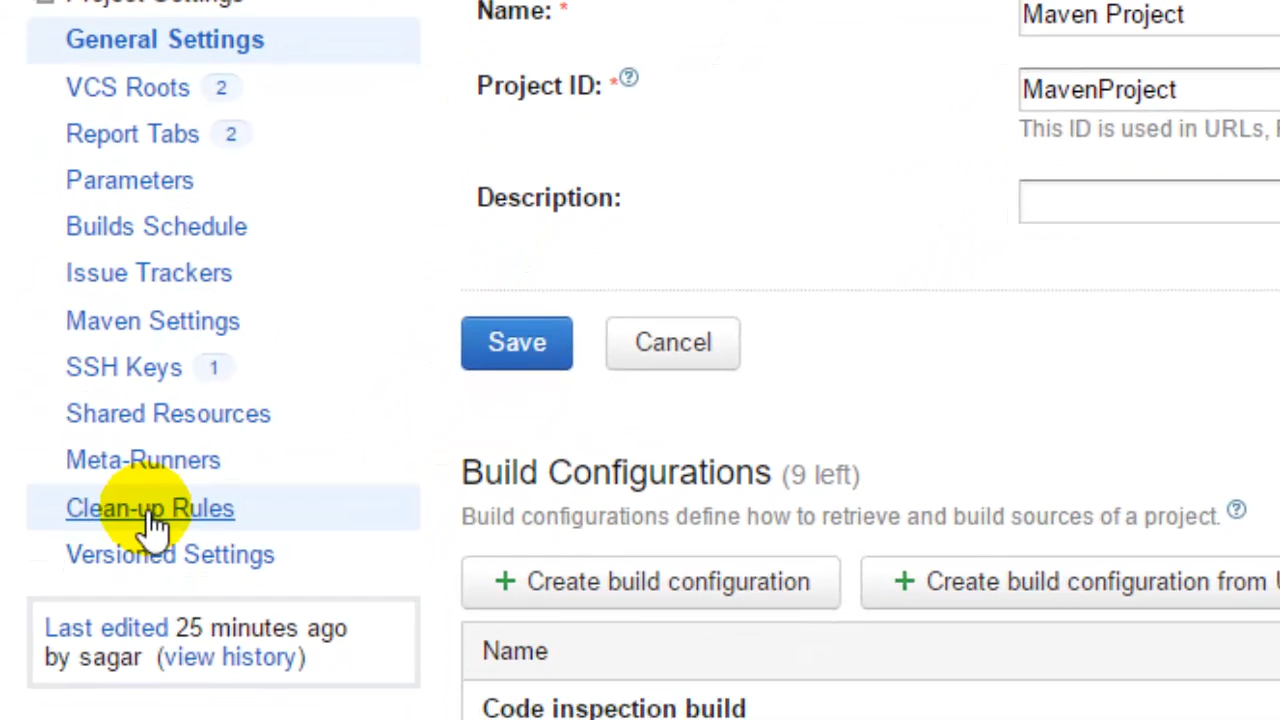 Project Settings
General Settings
VCS Roots 2
Report Tabs 2
Parameters
Builds Schedule
Issue Trackers
Maven Settings
SSH Keys 1
Shared Resources
Meta-Runners
Clean-up Rules
Versioned Settings
Last edited 25 minutes ago
by sagar (view history)
Name: *
Maven Project
Project ID: * ?
MavenProject
This ID is used in URLs,
Description:
Save Cancel
Build Configurations (9 left)
Build configurations define how to retrieve and build sources of a project. ?
+ Create build configuration
+ Create build configuration from
Name
Code inspection build